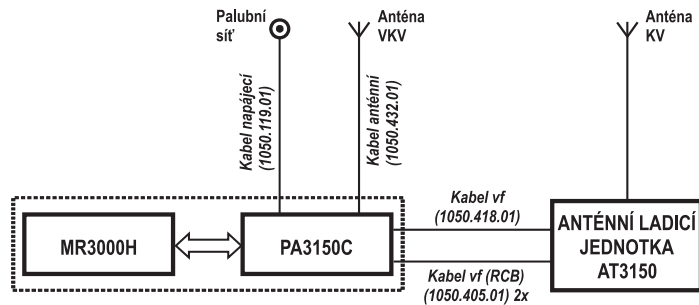 Palubní
síť
Anténa
VKV
Anténa
KV
Kabel napájecí
(1050.119.01)
Kabel anténní
(1050.432.01)
Kabel vf
(1050.418.01)
MR3000H
PA3150C
ANTÉNNÍ LADICÍ
JEDNOTKA
AT3150
Kabel vf (RCB)
(1050.405.01) 2x